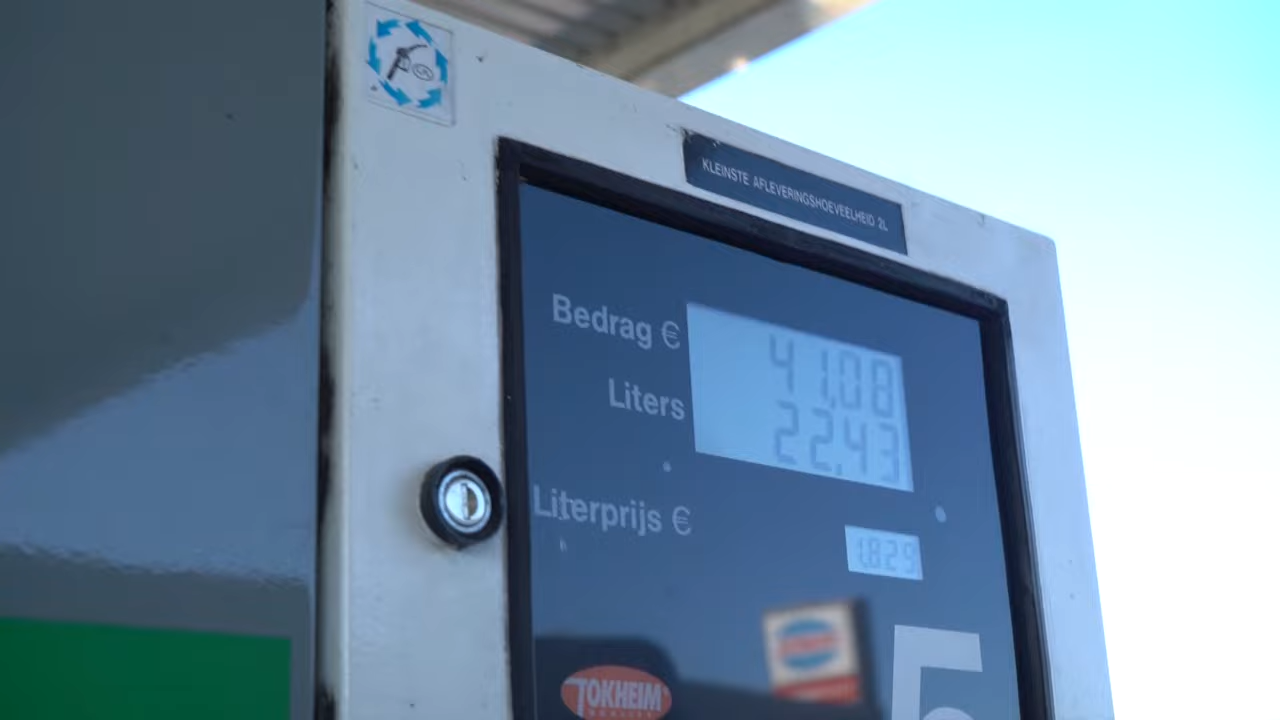 KLEINSTE AFLEVERINGSHOEVEELHEID 2L
Bedrag € 41,08
Liters 22,43
Literprijs € 1,829
TOKHEIM
5